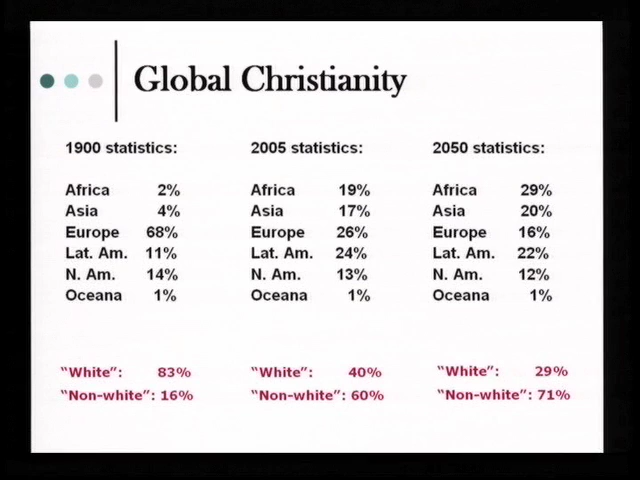 Global Christianity
1900 statistics:
Africa 2%
Asia 4%
Europe 68%
Lat. Am. 11%
N. Am. 14%
Oceana 1%
"White": 83%
"Non-white": 16%
2005 statistics:
Africa 19%
Asia 17%
Europe 26%
Lat. Am. 24%
N. Am. 13%
Oceana 1%
"White": 40%
"Non-white": 60%
2050 statistics:
Africa 29%
Asia 20%
Europe 16%
Lat. Am. 22%
N. Am. 12%
Oceana 1%
"White": 29%
"Non-white": 71%